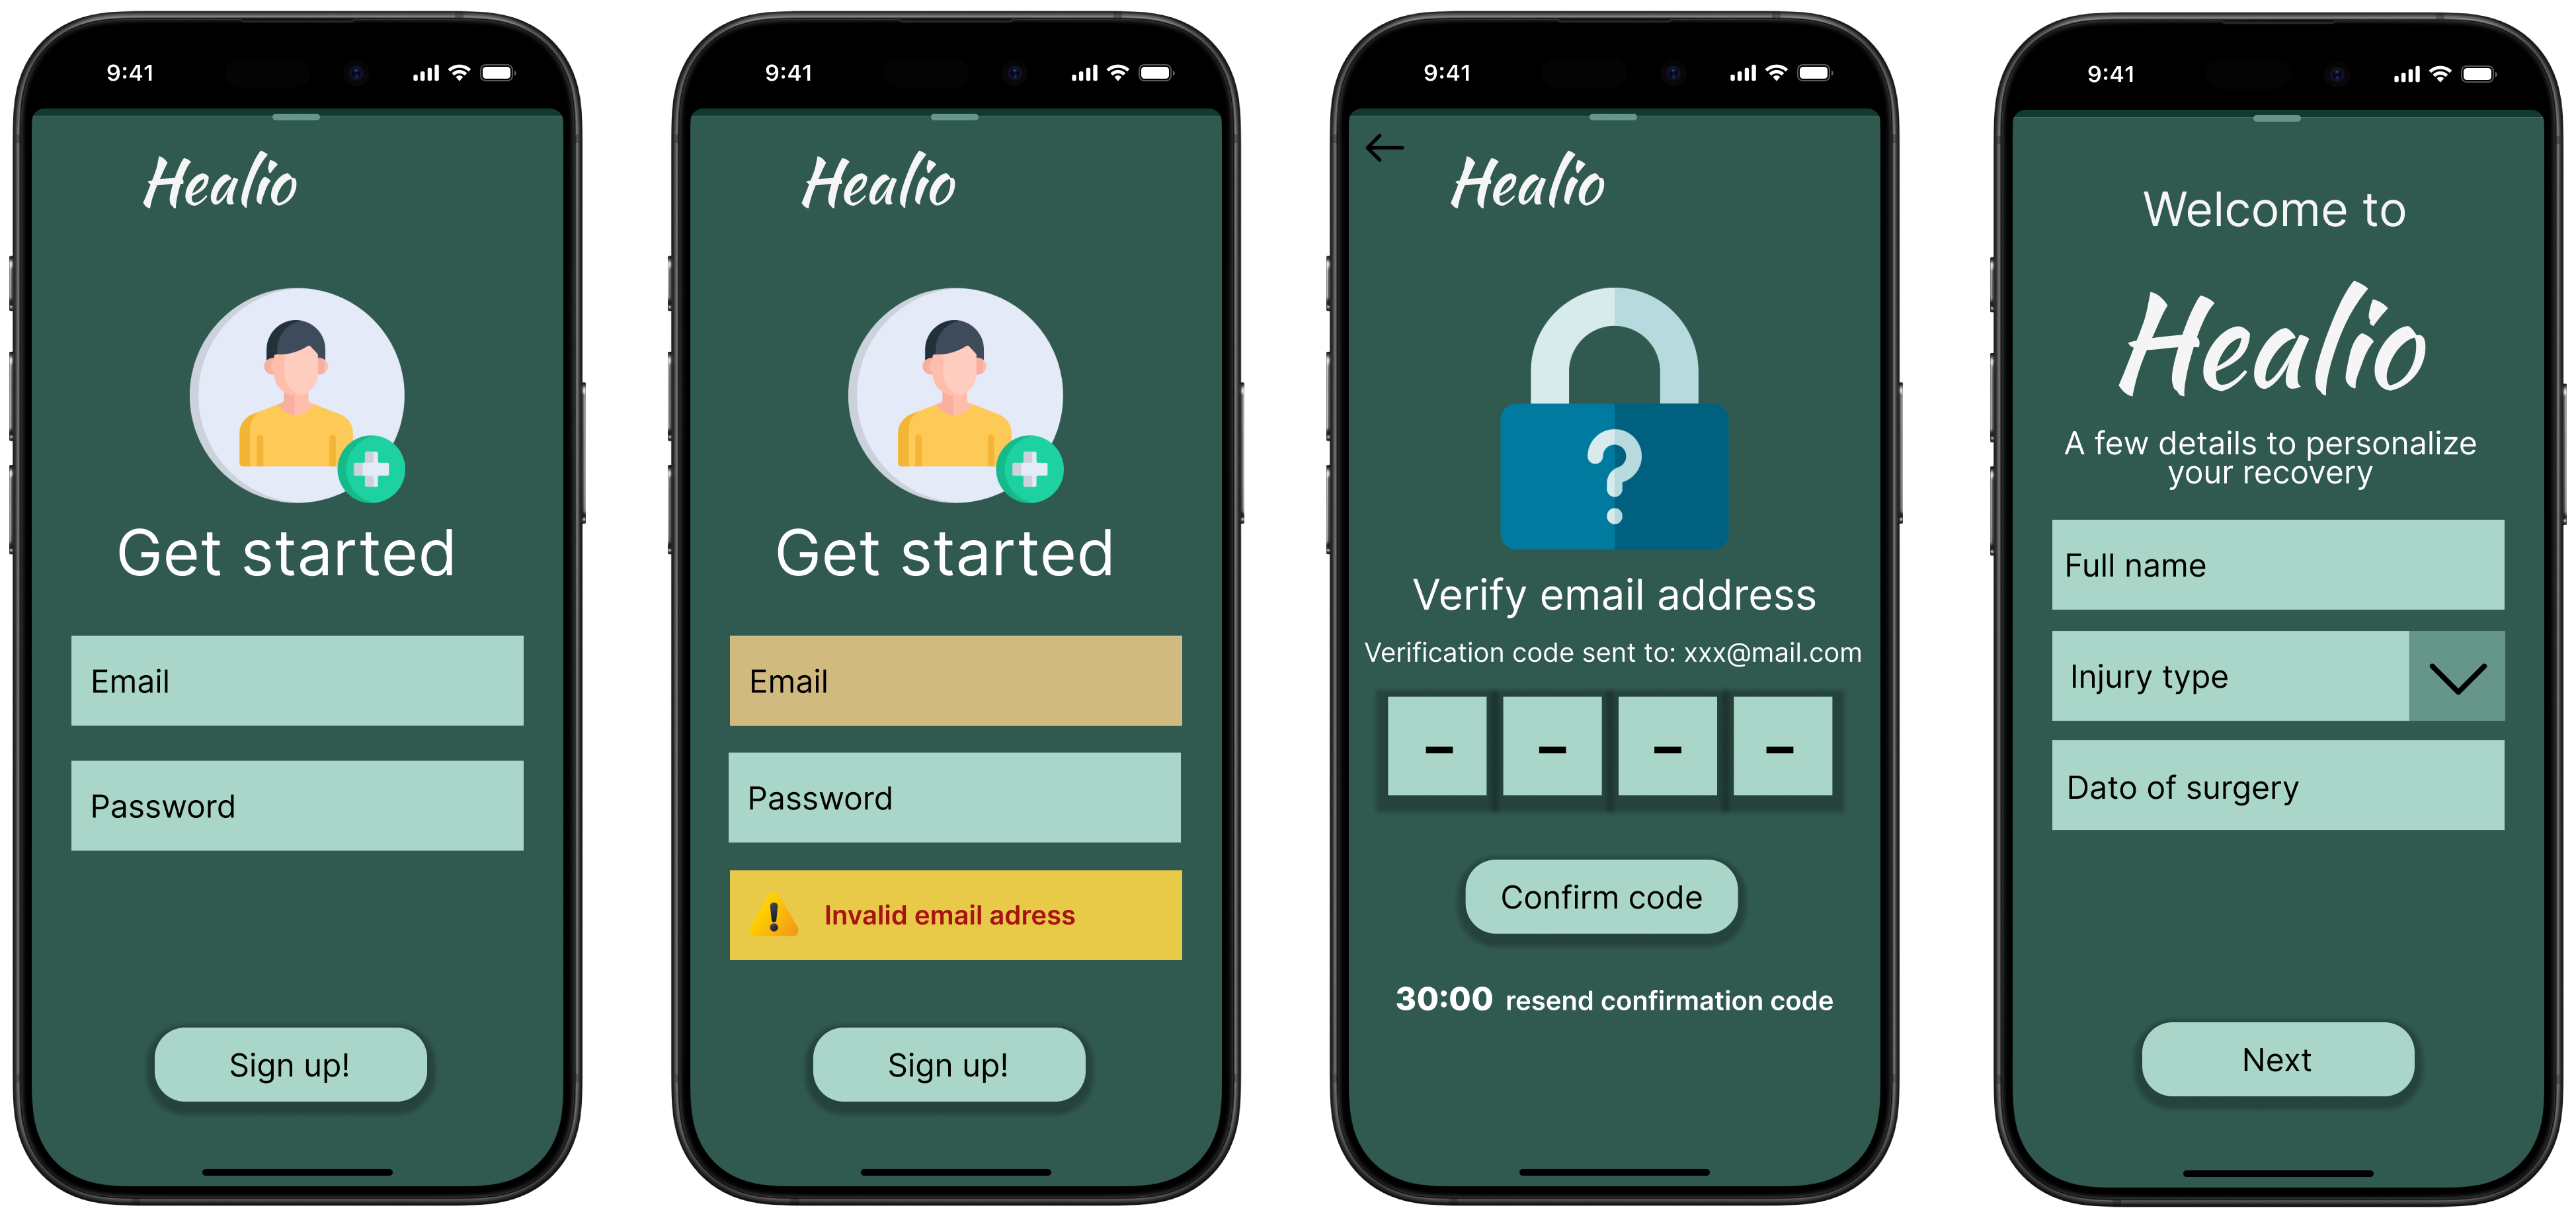 9:41
Healio
Get started
Email
Password
Sign up!
9:41
Healio
Get started
Email
Password
Invalid email adress
Sign up!
9:41
Healio
?
Verify email address
Verification code sent to: xxx@mail.com
- - - -
Confirm code
30:00 resend confirmation code
9:41
Welcome to
Healio
A few details to personalize
your recovery
Full name
Injury type
Dato of surgery
Next